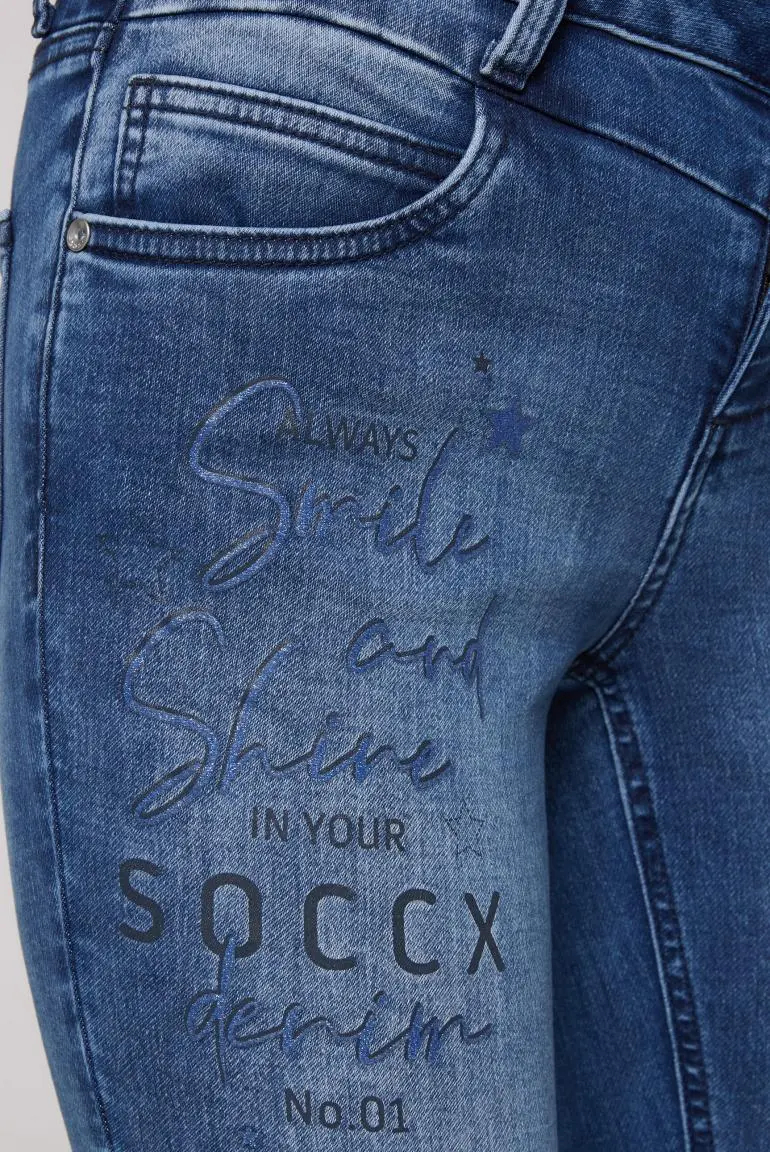 ALWAYS
Smile
and
Shine
IN YOUR
SOCCX
denim
No.01